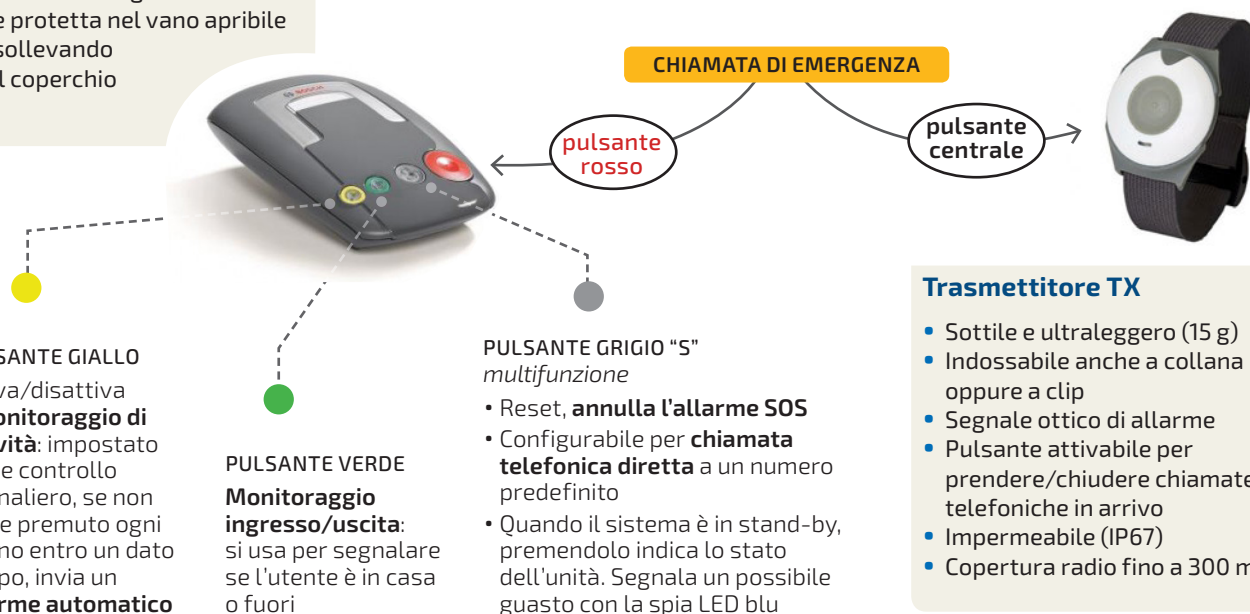 e protetta nel vano apribile
sollevando
l coperchio
CHIAMATA DI EMERGENZA
pulsante
rosso
pulsante
centrale
BOSCH
SANTE GIALLO
va/disattiva
onitoraggio di
vità: impostato
e controllo
naliero, se non
e premuto ogni
no entro un dato
po, invia un
rme automatico
PULSANTE VERDE
Monitoraggio
ingresso/uscita:
si usa per segnalare
se l’utente è in casa
o fuori
PULSANTE GRIGIO “S”
multifunzione
• Reset, annulla l’allarme SOS
• Configurabile per chiamata
telefonica diretta a un numero
predefinito
• Quando il sistema è in stand-by,
premendolo indica lo stato
dell’unità. Segnala un possibile
guasto con la spia LED blu
Trasmettitore TX
• Sottile e ultraleggero (15 g)
• Indossabile anche a collana
oppure a clip
• Segnale ottico di allarme
• Pulsante attivabile per
prendere/chiudere chiamate
telefoniche in arrivo
• Impermeabile (IP67)
• Copertura radio fino a 300 m